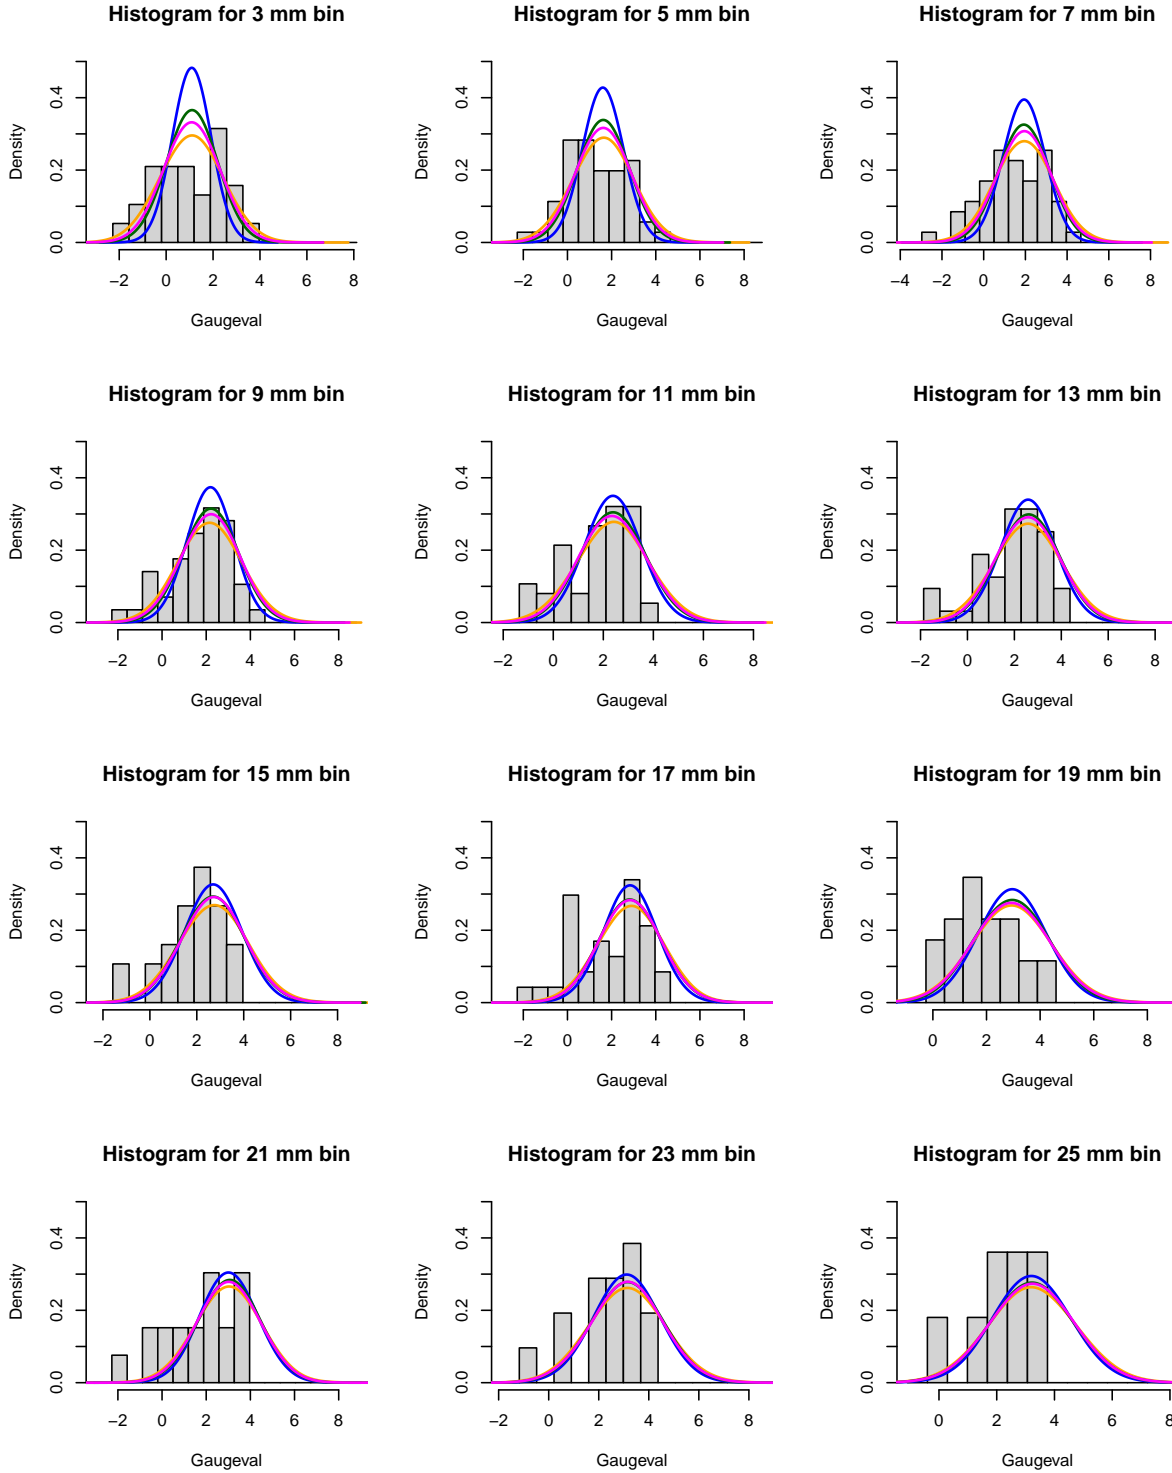 Histogram for 3 mm bin
Density
0.0 0.2 0.4
−2 0 2 4 6 8
Gaugeval
Histogram for 5 mm bin
Density
0.0 0.2 0.4
−2 0 2 4 6 8
Gaugeval
Histogram for 7 mm bin
Density
0.0 0.2 0.4
−4 −2 0 2 4 6 8
Gaugeval
Histogram for 9 mm bin
Density
0.0 0.2 0.4
−2 0 2 4 6 8
Gaugeval
Histogram for 11 mm bin
Density
0.0 0.2 0.4
−2 0 2 4 6 8
Gaugeval
Histogram for 13 mm bin
Density
0.0 0.2 0.4
−2 0 2 4 6 8
Gaugeval
Histogram for 15 mm bin
Density
0.0 0.2 0.4
−2 0 2 4 6 8
Gaugeval
Histogram for 17 mm bin
Density
0.0 0.2 0.4
−2 0 2 4 6 8
Gaugeval
Histogram for 19 mm bin
Density
0.0 0.2 0.4
0 2 4 6 8
Gaugeval
Histogram for 21 mm bin
Density
0.0 0.2 0.4
−2 0 2 4 6 8
Gaugeval
Histogram for 23 mm bin
Density
0.0 0.2 0.4
−2 0 2 4 6 8
Gaugeval
Histogram for 25 mm bin
Density
0.0 0.2 0.4
0 2 4 6 8
Gaugeval